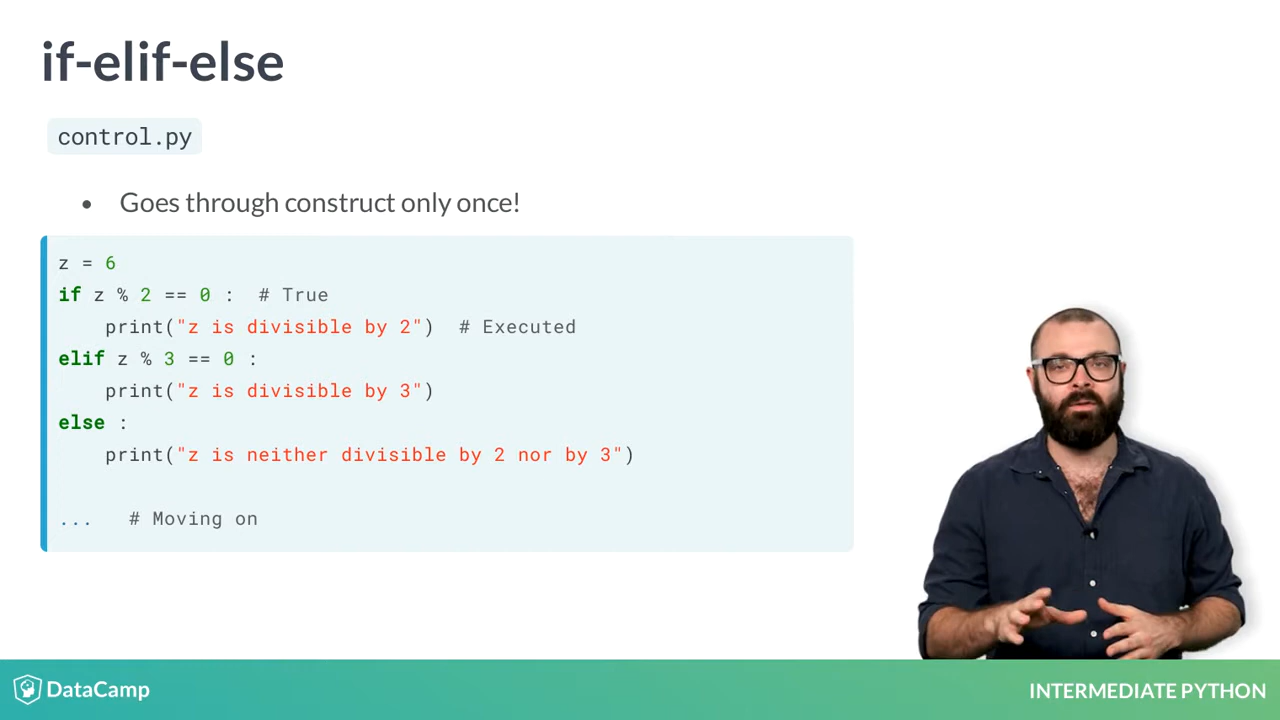 if-elif-else
control.py
• Goes through construct only once!
z = 6
if z % 2 == 0 :  # True
    print("z is divisible by 2")  # Executed
elif z % 3 == 0 :
    print("z is divisible by 3")
else :
    print("z is neither divisible by 2 nor by 3")
...   # Moving on
DataCamp
INTERMEDIATE PYTHON